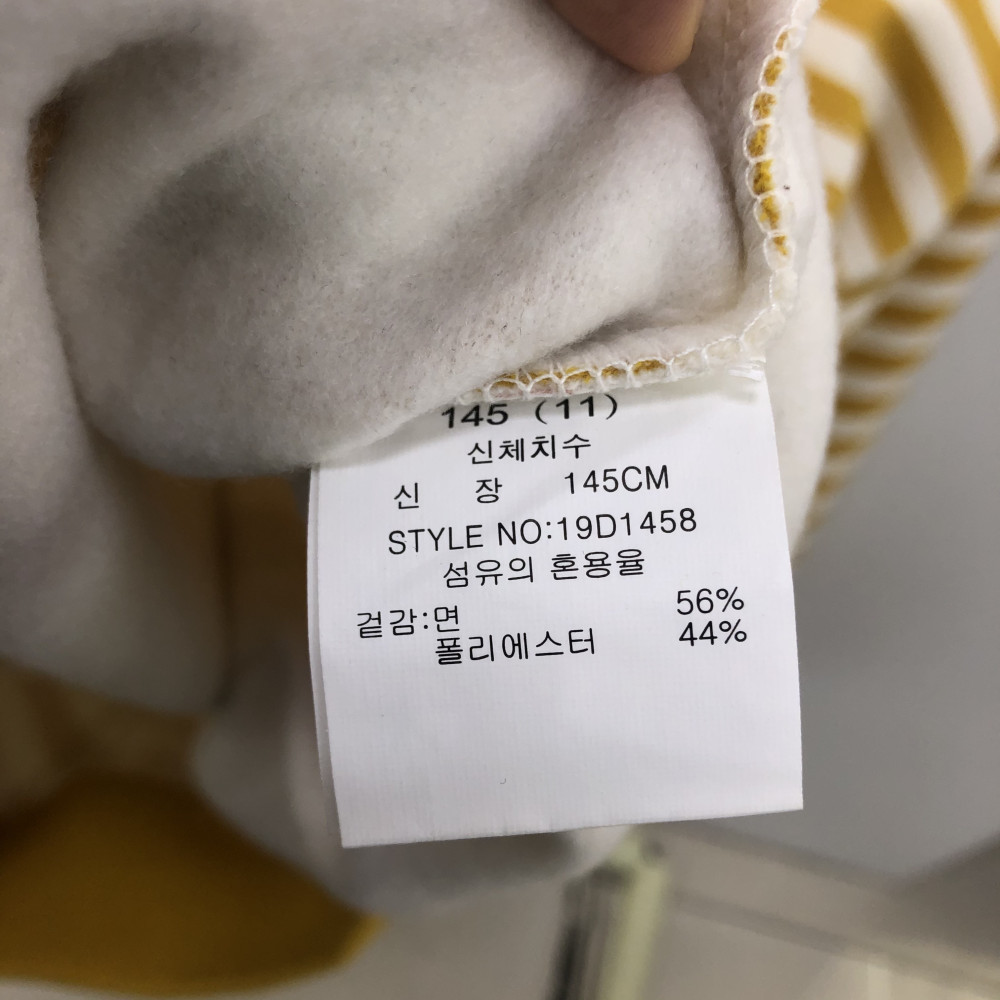 145 (11)
신체치수
신 장 145CM
STYLE NO:19D1458
섬유의 혼용율
겉감:면 56%
폴리에스터 44%